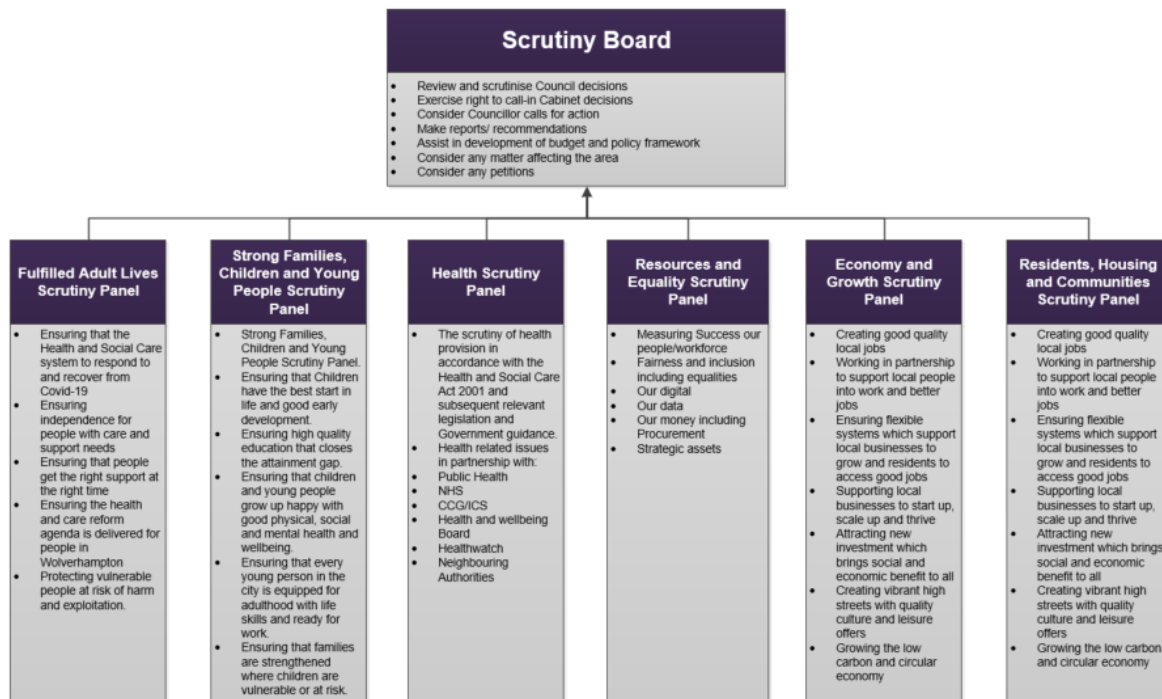 Scrutiny Board
• Review and scrutinise Council decisions
• Exercise right to call-in Cabinet decisions
• Consider Councillor calls for action
• Make reports/ recommendations
• Assist in development of budget and policy framework
• Consider any matter affecting the area
• Consider any petitions
Fulfilled Adult Lives
Scrutiny Panel
• Ensuring that the
Health and Social Care
system to respond to
and recover from
Covid-19
• Ensuring
independence for
people with care and
support needs
• Ensuring that people
get the right support at
the right time
• Ensuring the health
and care reform
agenda is delivered for
people in
Wolverhampton
• Protecting vulnerable
people at risk of harm
and exploitation.
Strong Families,
Children and Young
People Scrutiny
Panel
• Strong Families,
Children and Young
People Scrutiny Panel.
• Ensuring that Children
have the best start in
life and good early
development.
• Ensuring high quality
education that closes
the attainment gap.
• Ensuring that children
and young people
grow up happy with
good physical, social
and mental health and
wellbeing.
• Ensuring that every
young person in the
city is equipped for
adulthood with life
skills and ready for
work.
• Ensuring that families
are strengthened
where children are
vulnerable or at risk.
Health Scrutiny
Panel
• The scrutiny of health
provision in
accordance with the
Health and Social Care
Act 2001 and
subsequent relevant
legislation and
Government guidance.
• Health related issues
in partnership with:
• Public Health
• NHS
• CCG/ICS
• Health and wellbeing
Board
• Healthwatch
• Neighbouring
Authorities
Resources and
Equality Scrutiny
Panel
• Measuring Success our
people/workforce
• Fairness and inclusion
including equalities
• Our digital
• Our data
• Our money including
Procurement
• Strategic assets
Economy and
Growth Scrutiny
Panel
• Creating good quality
local jobs
• Working in partnership
to support local people
into work and better
jobs
• Ensuring flexible
systems which support
local businesses to
grow and residents to
access good jobs
• Supporting local
businesses to start up,
scale up and thrive
• Attracting new
investment which
brings social and
economic benefit to all
• Creating vibrant high
streets with quality
culture and leisure
offers
• Growing the low
carbon and circular
economy
Residents, Housing
and Communities
Scrutiny Panel
• Creating good quality
local jobs
• Working in partnership
to support local people
into work and better
jobs
• Ensuring flexible
systems which support
local businesses to
grow and residents to
access good jobs
• Supporting local
businesses to start up,
scale up and thrive
• Attracting new
investment which brings
social and economic
benefit to all
• Creating vibrant high
streets with quality
culture and leisure
offers
• Growing the low carbon
and circular economy